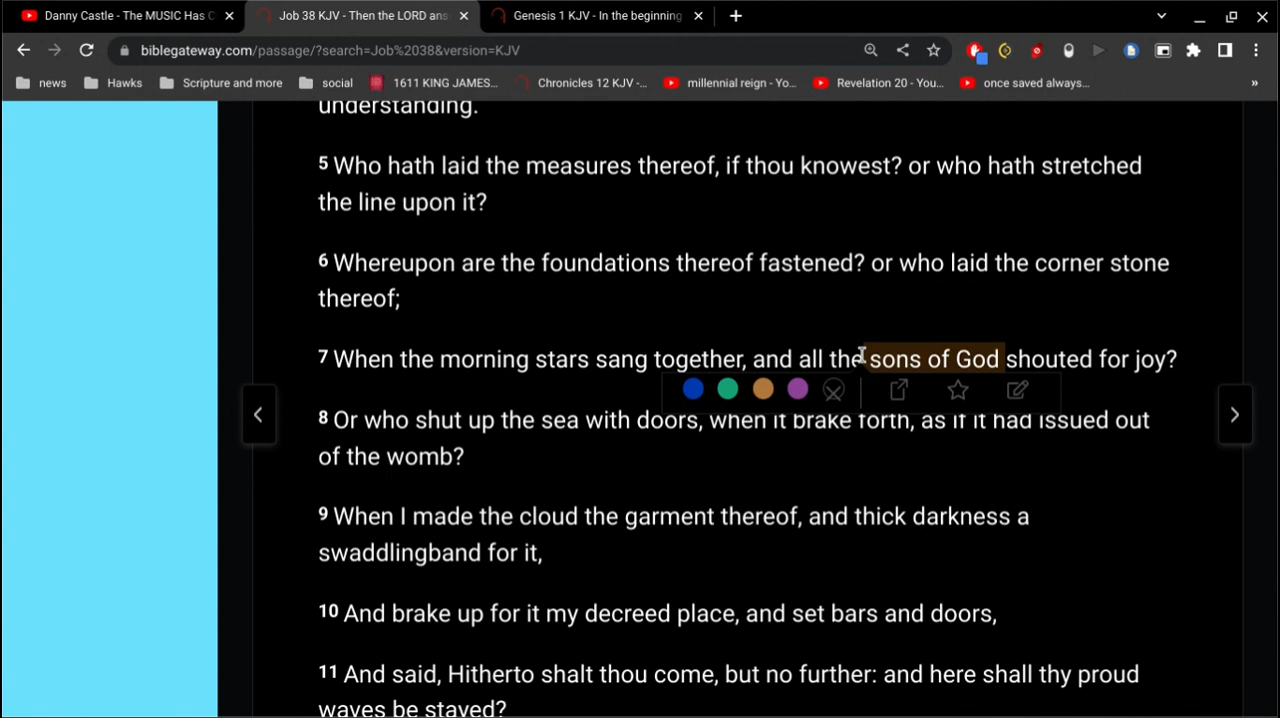 Danny Castle - The MUSIC Has C
Job 38 KJV - Then the LORD ans
Genesis 1 KJV - In the beginning
biblegateway.com/passage/?search=Job%2038&version=KJV
news
Hawks
Scripture and more
social
1611 KING JAMES...
Chronicles 12 KJV -...
millennial reign - Yo...
Revelation 20 - You...
once saved always...
understanding.
5 Who hath laid the measures thereof, if thou knowest? or who hath stretched
the line upon it?
6 Whereupon are the foundations thereof fastened? or who laid the corner stone
thereof;
7 When the morning stars sang together, and all the sons of God shouted for joy?
8 Or who shut up the sea with doors, when it brake forth, as if it had issued out
of the womb?
9 When I made the cloud the garment thereof, and thick darkness a
swaddlingband for it,
10 And brake up for it my decreed place, and set bars and doors,
11 And said, Hitherto shalt thou come, but no further: and here shall thy proud
waves be stayed?